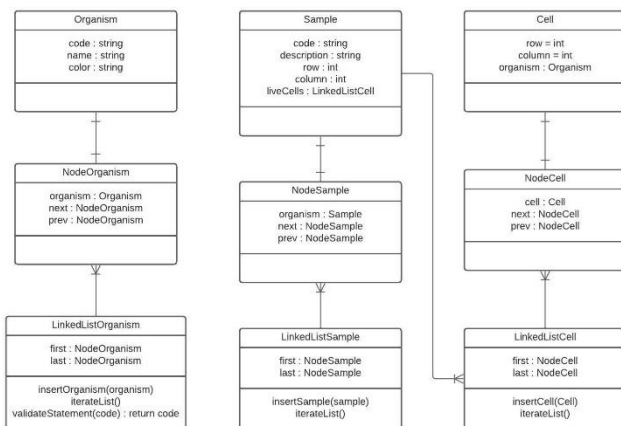 Organism
code : string
name : string
color : string
NodeOrganism
organism : Organism
next : NodeOrganism
prev : NodeOrganism
LinkedListOrganism
first : NodeOrganism
last : NodeOrganism
insertOrganism(organism)
iterateList()
validateStatement(code) : return code
Sample
code : string
description : string
row : int
column : int
liveCells : LinkedListCell
NodeSample
organism : Sample
next : NodeSample
prev : NodeSample
LinkedListSample
first : NodeSample
last : NodeSample
insertSample(sample)
iterateList()
Cell
row = int
column = int
organism : Organism
NodeCell
cell : Cell
next : NodeCell
prev : NodeCell
LinkedListCell
first : NodeCell
last : NodeCell
insertCell(Cell)
iterateList()